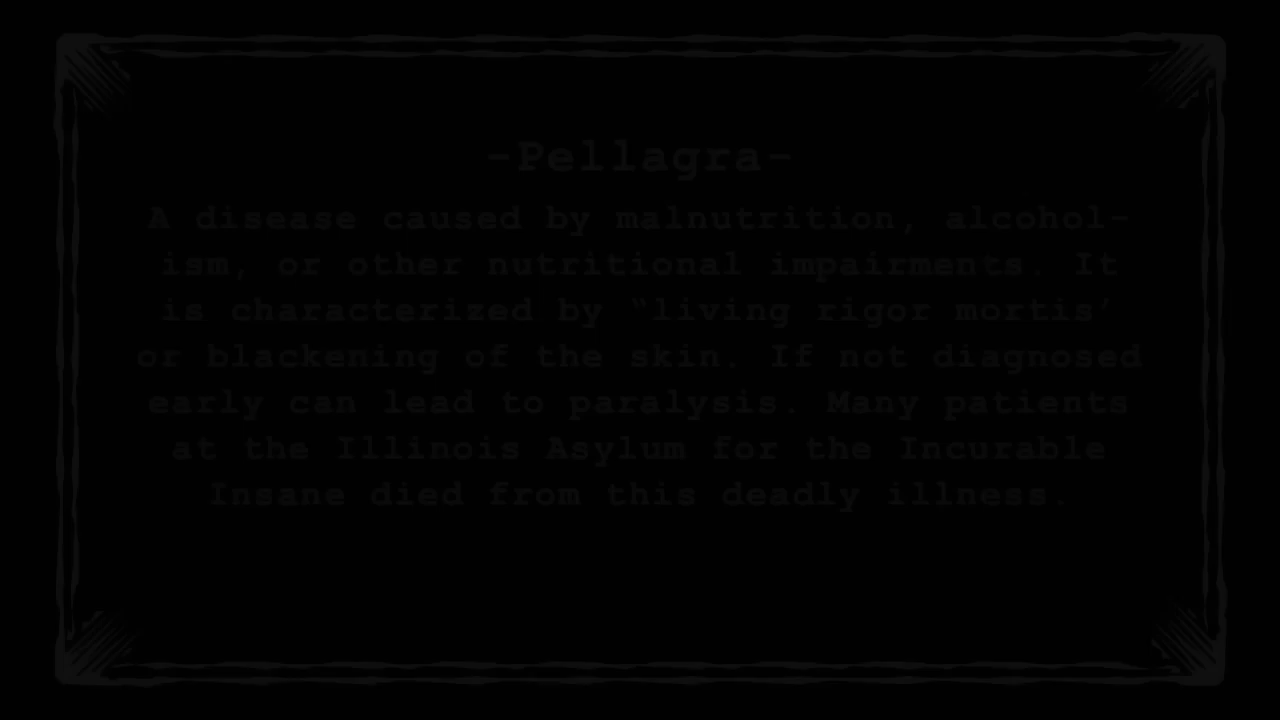 -Pellagra-
A disease caused by malnutrition, alcohol-
ism, or other nutritional impairments. It
is characterized by "living rigor mortis'
or blackening of the skin. If not diagnosed
early can lead to paralysis. Many patients
at the Illinois Asylum for the Incurable
Insane died from this deadly illness.